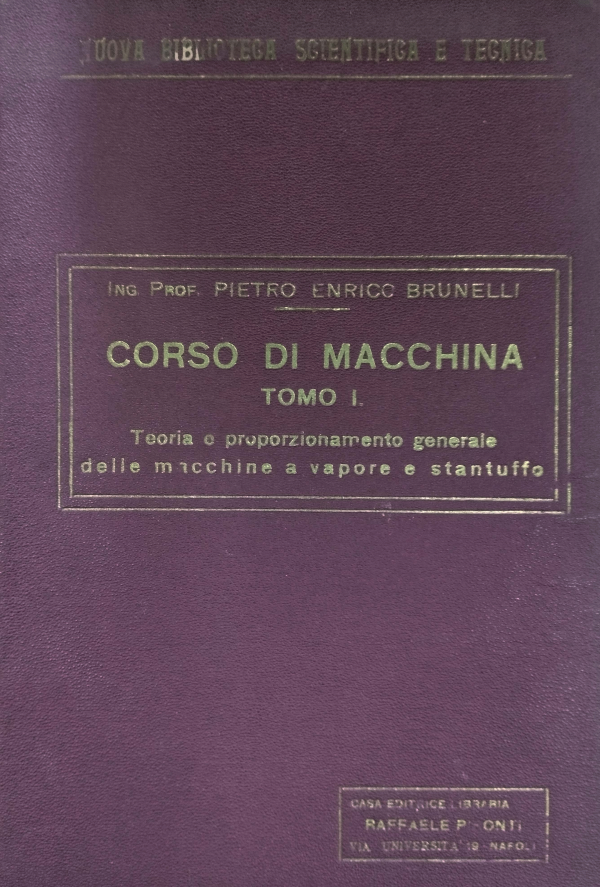 NUOVA BIBLIOTECA SCIENTIFICA E TECNICA
ING. PROF. PIETRO ENRICO BRUNELLI
CORSO DI MACCHINA
TOMO I.
Teoria e proporzionamento generale
delle macchine a vapore e stantuffo
CASA EDITRICE LIBRARIA
RAFFAELE PIRONTI
VIA UNIVERSITA' 19 - NAPOLI